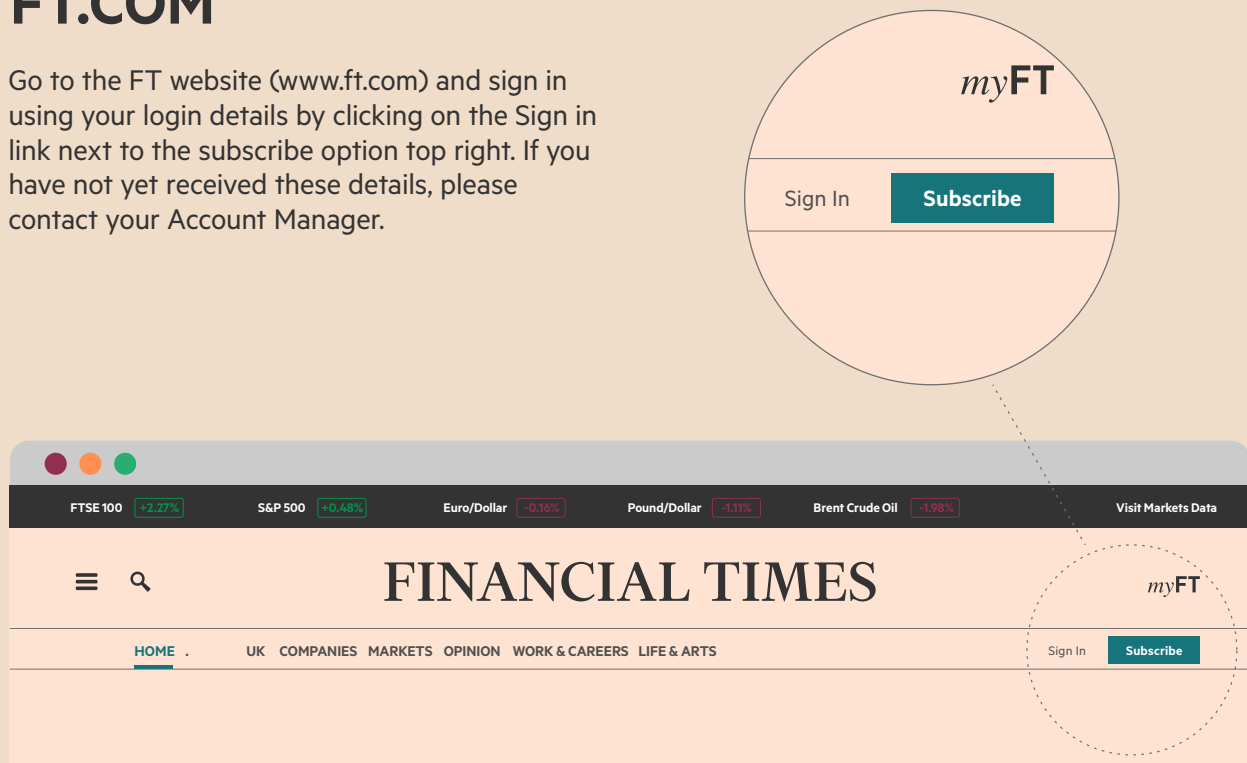 FT.COM
Go to the FT website (www.ft.com) and sign in
using your login details by clicking on the Sign in
link next to the subscribe option top right. If you
have not yet received these details, please
contact your Account Manager.
myFT
Sign In Subscribe
FTSE 100 +2.27% S&P 500 +0.48% Euro/Dollar -0.16% Pound/Dollar -1.11% Brent Crude Oil -1.98% Visit Markets Data
FINANCIAL TIMES
myFT
HOME . UK COMPANIES MARKETS OPINION WORK & CAREERS LIFE & ARTS Sign In Subscribe